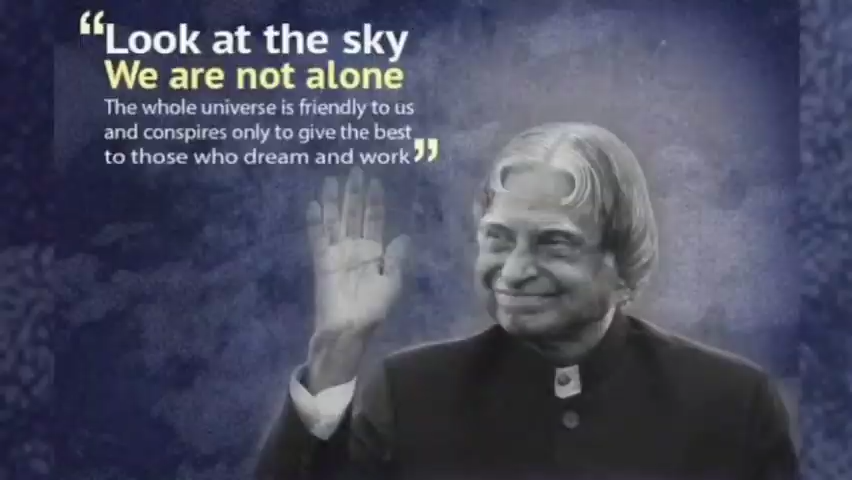 “Look at the sky
We are not alone
The whole universe is friendly to us
and conspires only to give the best
to those who dream and work”